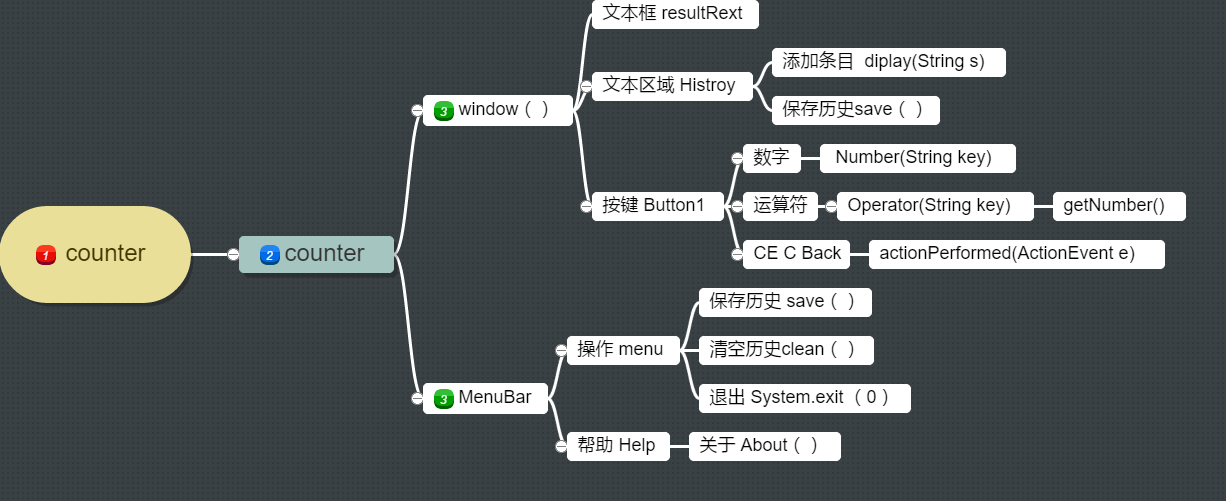 文本框 resultRext
添加条目 diplay(String s)
文本区域 Histroy
3 window（ ）
保存历史save（ ）
数字
Number(String key)
按键 Button1
运算符
Operator(String key)
getNumber()
1 counter
2 counter
CE C Back
actionPerformed(ActionEvent e)
保存历史 save（ ）
操作 menu
清空历史clean（ ）
3 MenuBar
退出 System.exit（0）
帮助 Help
关于 About（ ）